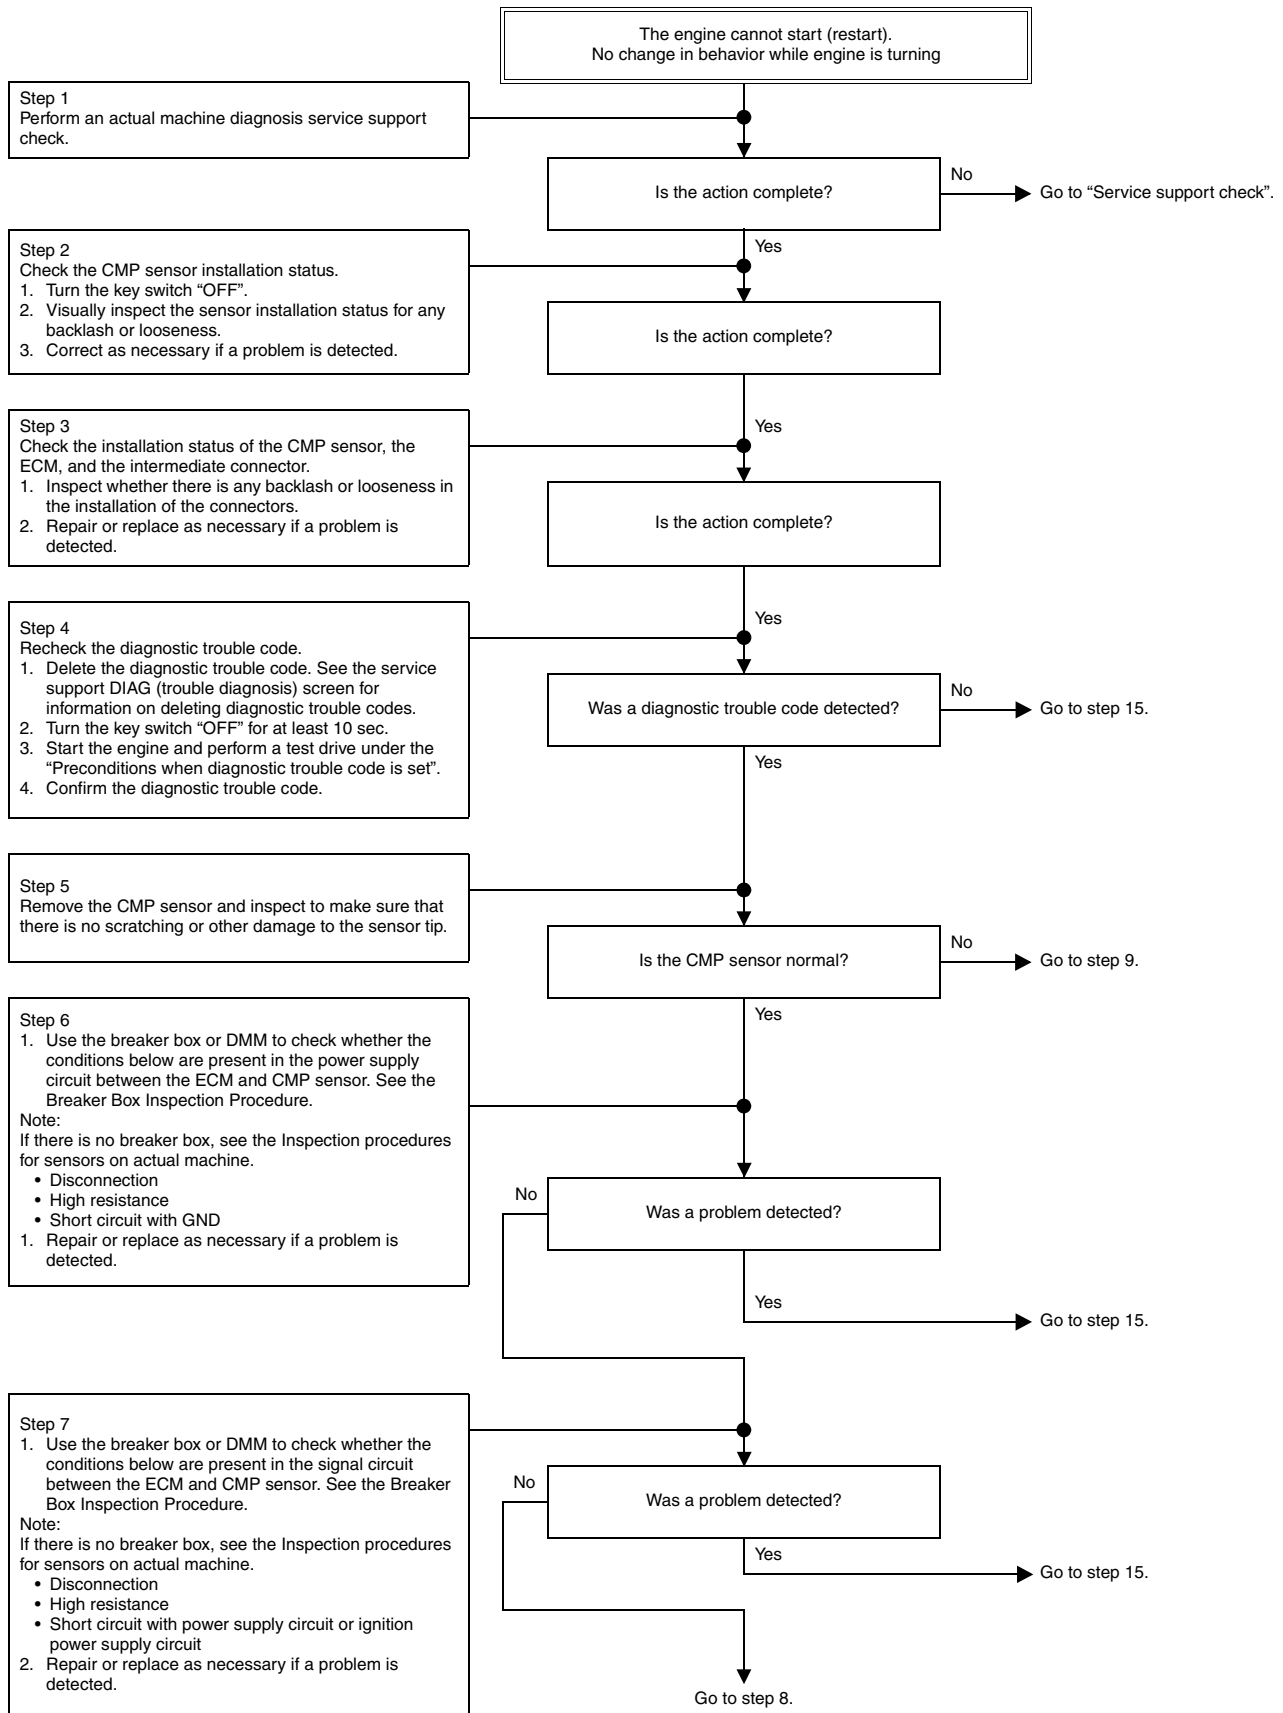 The engine cannot start (restart).
No change in behavior while engine is turning
Step 1
Perform an actual machine diagnosis service support
check.
Is the action complete?
No
Go to “Service support check”.
Yes
Step 2
Check the CMP sensor installation status.
1. Turn the key switch “OFF”.
2. Visually inspect the sensor installation status for any
backlash or looseness.
3. Correct as necessary if a problem is detected.
Is the action complete?
Yes
Step 3
Check the installation status of the CMP sensor, the
ECM, and the intermediate connector.
1. Inspect whether there is any backlash or looseness in
the installation of the connectors.
2. Repair or replace as necessary if a problem is
detected.
Is the action complete?
Yes
Step 4
Recheck the diagnostic trouble code.
1. Delete the diagnostic trouble code. See the service
support DIAG (trouble diagnosis) screen for
information on deleting diagnostic trouble codes.
2. Turn the key switch “OFF” for at least 10 sec.
3. Start the engine and perform a test drive under the
“Preconditions when diagnostic trouble code is set”.
4. Confirm the diagnostic trouble code.
Was a diagnostic trouble code detected?
No
Go to step 15.
Yes
Step 5
Remove the CMP sensor and inspect to make sure that
there is no scratching or other damage to the sensor tip.
Is the CMP sensor normal?
No
Go to step 9.
Yes
Step 6
1. Use the breaker box or DMM to check whether the
conditions below are present in the power supply
circuit between the ECM and CMP sensor. See the
Breaker Box Inspection Procedure.
Note:
If there is no breaker box, see the Inspection procedures
for sensors on actual machine.
• Disconnection
• High resistance
• Short circuit with GND
1. Repair or replace as necessary if a problem is
detected.
No
Was a problem detected?
Yes
Go to step 15.
Step 7
1. Use the breaker box or DMM to check whether the
conditions below are present in the signal circuit
between the ECM and CMP sensor. See the Breaker
Box Inspection Procedure.
Note:
If there is no breaker box, see the Inspection procedures
for sensors on actual machine.
• Disconnection
• High resistance
• Short circuit with power supply circuit or ignition
power supply circuit
2. Repair or replace as necessary if a problem is
detected.
No
Was a problem detected?
Yes
Go to step 15.
Go to step 8.